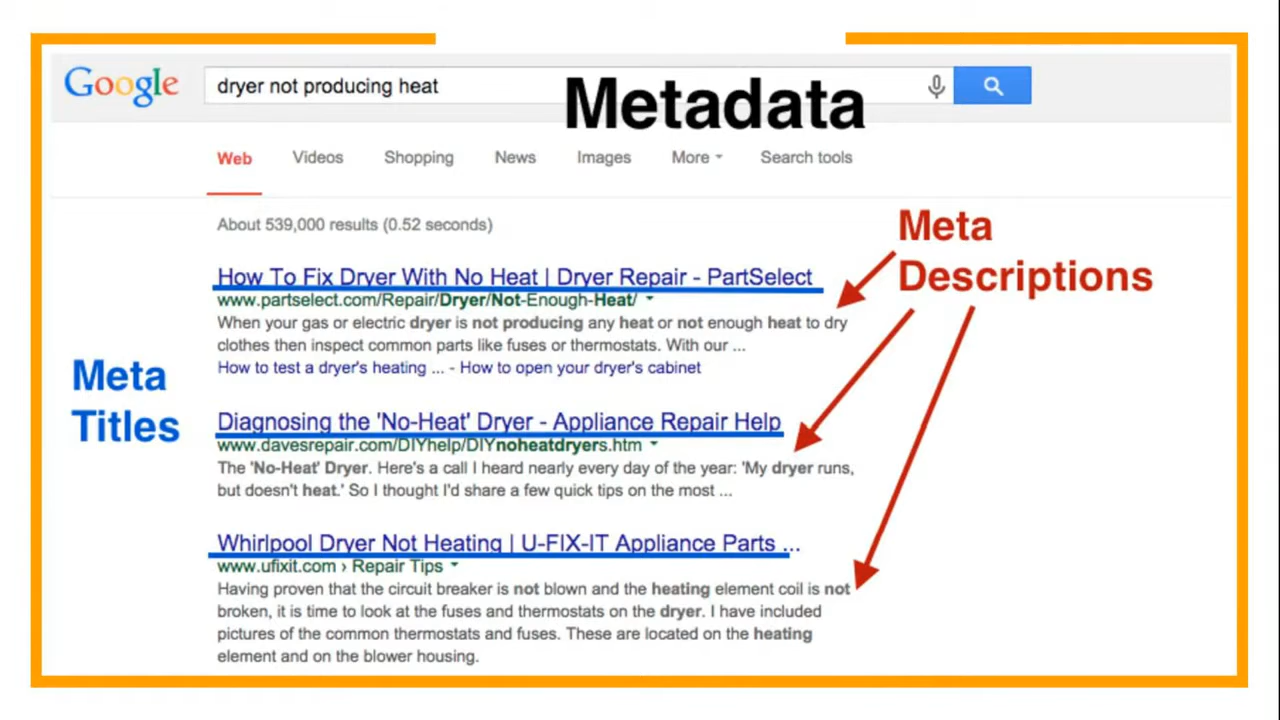 Google
dryer not producing heat
Metadata
Web Videos Shopping News Images More Search tools
About 539,000 results (0.52 seconds)
Meta
Descriptions
How To Fix Dryer With No Heat | Dryer Repair - PartSelect
www.partselect.com/Repair/Dryer/Not-Enough-Heat/
When your gas or electric dryer is not producing any heat or not enough heat to dry
clothes then inspect common parts like fuses or thermostats. With our ...
How to test a dryer's heating ... - How to open your dryer's cabinet
Meta
Titles
Diagnosing the 'No-Heat' Dryer - Appliance Repair Help
www.davesrepair.com/DIYhelp/DIYnoheatdryers.htm
The 'No-Heat' Dryer. Here's a call I heard nearly every day of the year: 'My dryer runs,
but doesn't heat.' So I thought I'd share a few quick tips on the most ...
Whirlpool Dryer Not Heating | U-FIX-IT Appliance Parts ...
www.ufixit.com › Repair Tips
Having proven that the circuit breaker is not blown and the heating element coil is not
broken, it is time to look at the fuses and thermostats on the dryer. I have included
pictures of the common thermostats and fuses. These are located on the heating
element and on the blower housing.